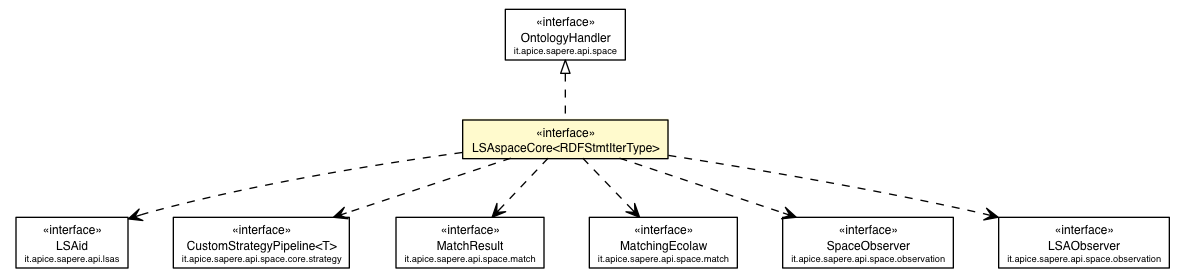 «interface»
OntologyHandler
it.apice.sapere.api.space
«interface»
LSAspaceCore<RDFStmtIterType>
«interface»
LSAid
it.apice.sapere.api.lsas
«interface»
CustomStrategyPipeline<T>
it.apice.sapere.api.space.core.strategy
«interface»
MatchResult
it.apice.sapere.api.space.match
«interface»
MatchingEcolaw
it.apice.sapere.api.space.match
«interface»
SpaceObserver
it.apice.sapere.api.space.observation
«interface»
LSAObserver
it.apice.sapere.api.space.observation